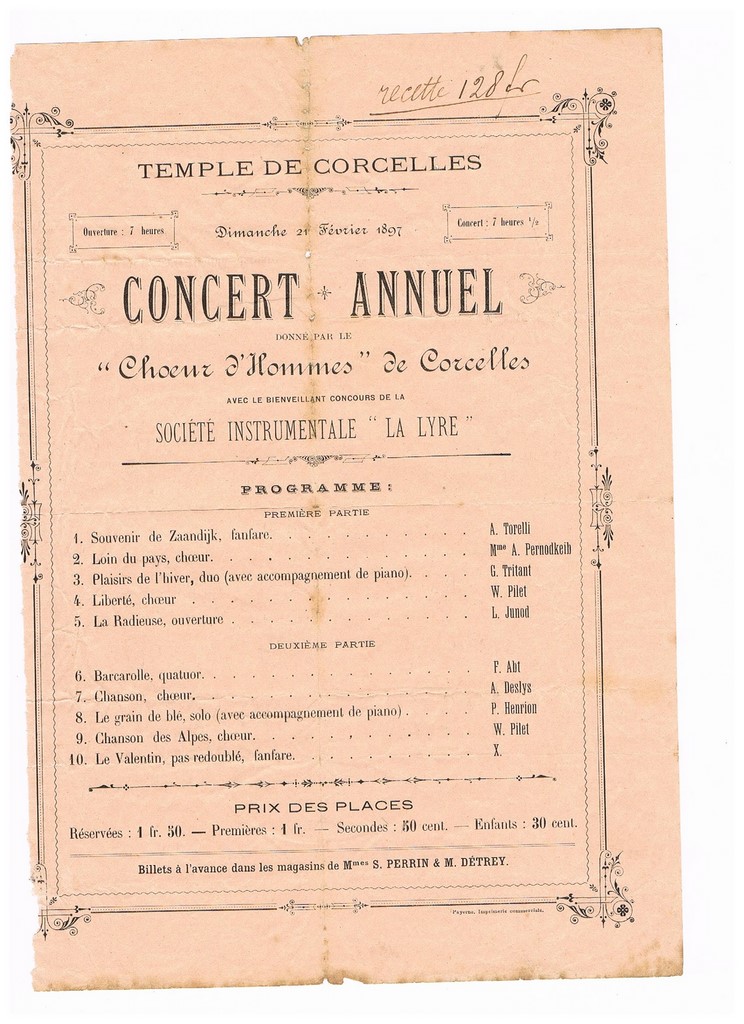 recette 128 fr
TEMPLE DE CORCELLES
Ouverture : 7 heures
Dimanche 21 Février 1897
Concert : 7 heures 1/2
CONCERT ANNUEL
DONNÉ PAR LE
“ Chœur d'Hommes ” de Corcelles
AVEC LE BIENVEILLANT CONCOURS DE LA
SOCIÉTÉ INSTRUMENTALE “ LA LYRE ”
PROGRAMME :
PREMIÈRE PARTIE
1. Souvenir de Zaandijk, fanfare. . . . . . . . . . A. Torelli
2. Loin du pays, chœur. . . . . . . . . . . . . Mme A. Pernodkeib
3. Plaisirs de l'hiver, duo (avec accompagnement de piano). . . . G. Tritant
4. Liberté, chœur . . . . . . . . . . . . . . W. Pilet
5. La Radieuse, ouverture . . . . . . . . . . . . L. Junod
DEUXIÈME PARTIE
6. Barcarolle, quatuor. . . . . . . . . . . . . F. Abt
7. Chanson, chœur. . . . . . . . . . . . . . A. Deslys
8. Le grain de blé, solo (avec accompagnement de piano) . . . . P. Henrion
9. Chanson des Alpes, chœur. . . . . . . . . . . W. Pilet
10. Le Valentin, pas redoublé, fanfare. . . . . . . . . X.
PRIX DES PLACES
Réservées : 1 fr. 50. — Premières : 1 fr. — Secondes : 50 cent. — Enfants : 30 cent.
Billets à l'avance dans les magasins de Mmes S. PERRIN & M. DÉTREY.
Payerne. Imprimerie commerciale.